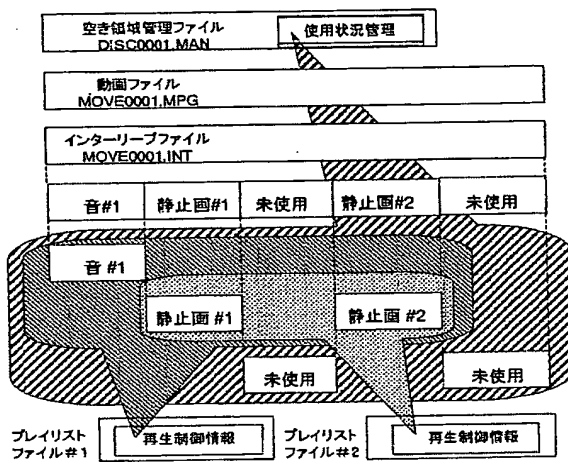 空き領域管理ファイル
DISC0001.MAN
使用状況管理
動画ファイル
MOVE0001.MPG
インターリーブファイル
MOVE0001.INT
音#1 静止画#1 未使用 静止画#2 未使用
音 #1
静止画 #1 静止画 #2
未使用 未使用
プレイリスト
ファイル#1
再生制御情報
プレイリスト
ファイル#2
再生制御情報